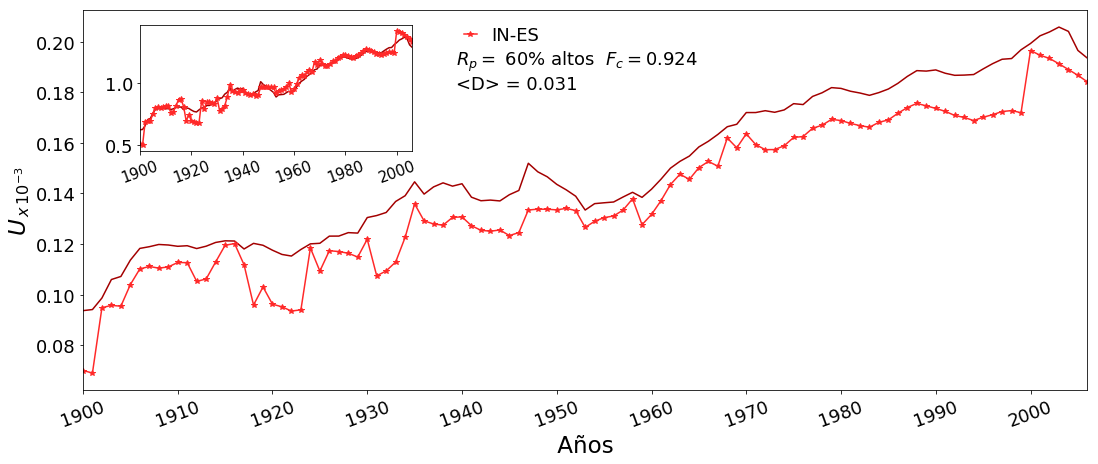 IN-ES
R_p = 60% altos F_c = 0.924
<D> = 0.031
1.0
0.5
1900 1920 1940 1960 1980 2000
U_x 10^{-3}
0.20
0.18
0.16
0.14
0.12
0.10
0.08
1900 1910 1920 1930 1940 1950 1960 1970 1980 1990 2000
Años